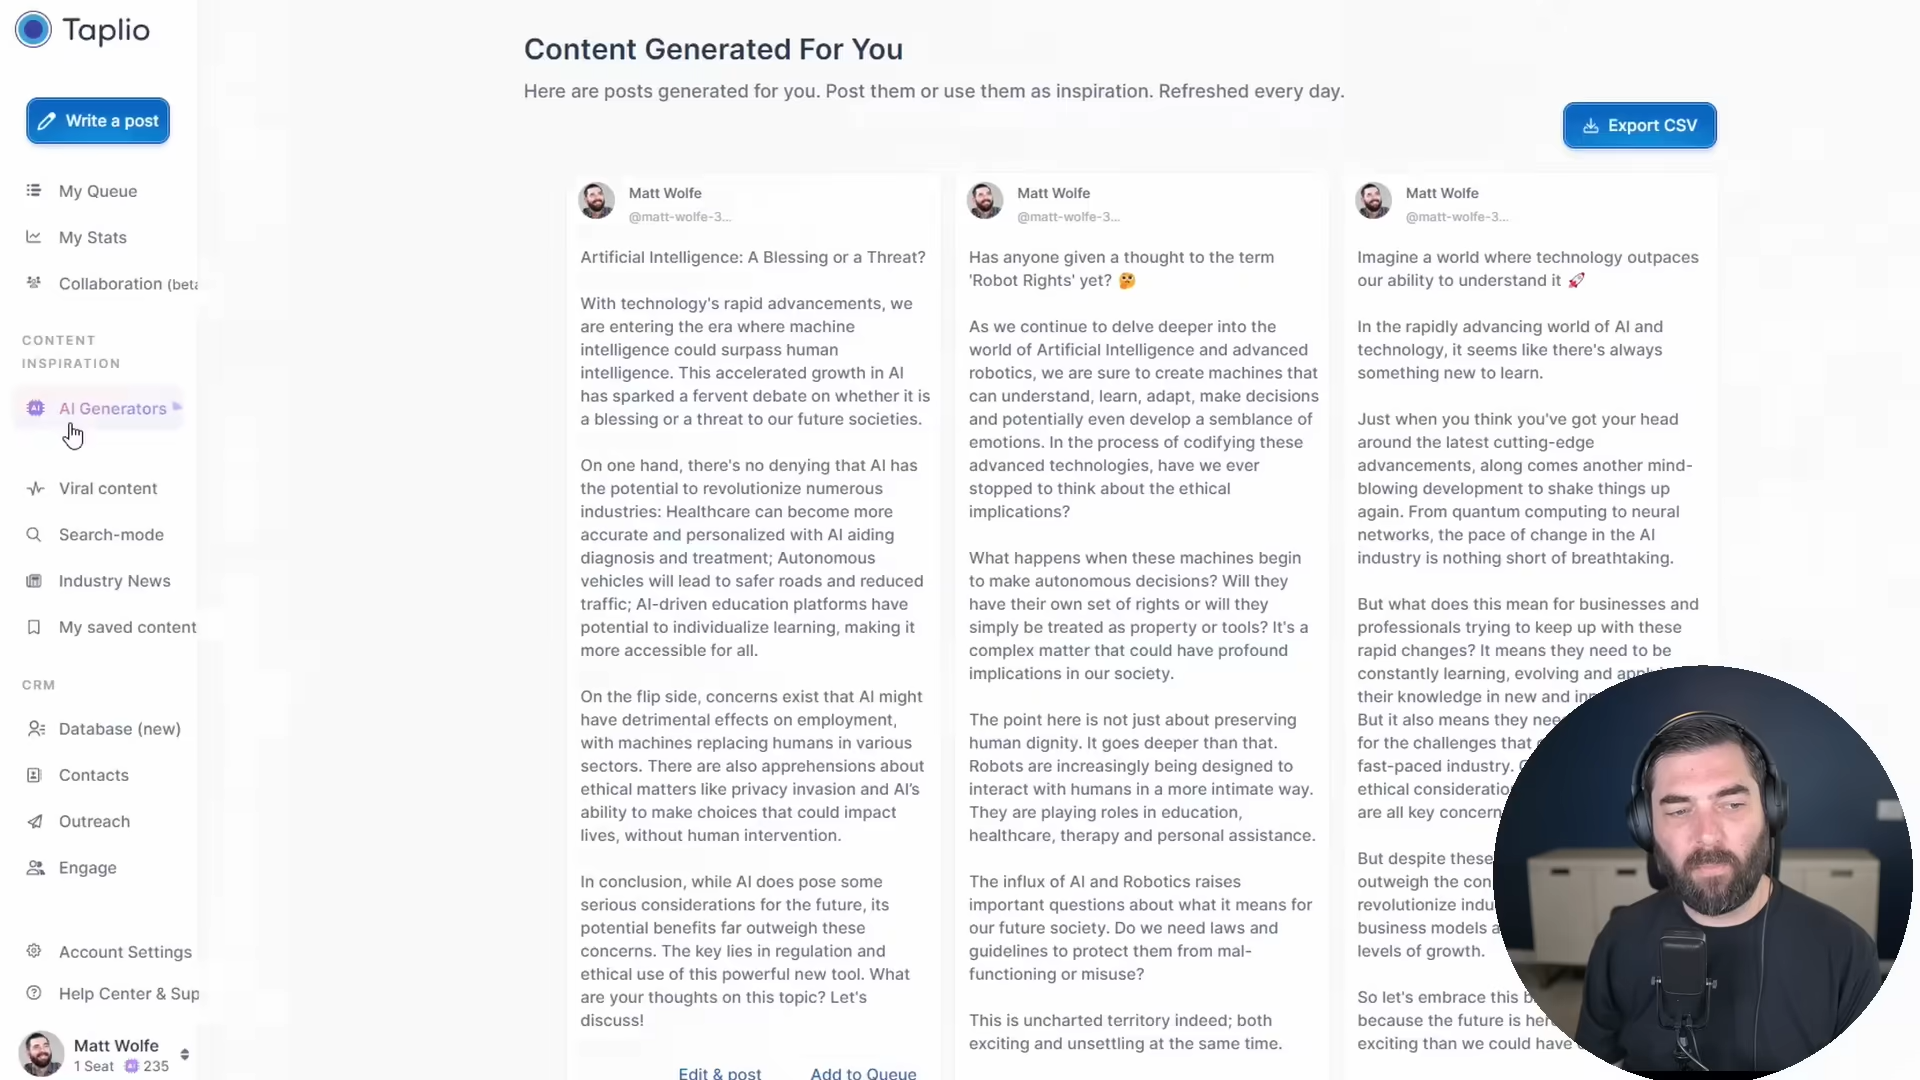 Taplio
Write a post
My Queue
My Stats
Collaboration (beta
CONTENT
INSPIRATION
AI Generators
Viral content
Search-mode
Industry News
My saved content
CRM
Database (new)
Contacts
Outreach
Engage
Account Settings
Help Center & Sup
Matt Wolfe
1 Seat AI 235
Content Generated For You
Here are posts generated for you. Post them or use them as inspiration. Refreshed every day.
Export CSV
Matt Wolfe
@matt-wolfe-3...
Artificial Intelligence: A Blessing or a Threat?
With technology's rapid advancements, we
are entering the era where machine
intelligence could surpass human
intelligence. This accelerated growth in AI
has sparked a fervent debate on whether it is
a blessing or a threat to our future societies.
On one hand, there's no denying that AI has
the potential to revolutionize numerous
industries: Healthcare can become more
accurate and personalized with AI aiding
diagnosis and treatment; Autonomous
vehicles will lead to safer roads and reduced
traffic; AI-driven education platforms have
potential to individualize learning, making it
more accessible for all.
On the flip side, concerns exist that AI might
have detrimental effects on employment,
with machines replacing humans in various
sectors. There are also apprehensions about
ethical matters like privacy invasion and AI's
ability to make choices that could impact
lives, without human intervention.
In conclusion, while AI does pose some
serious considerations for the future, its
potential benefits far outweigh these
concerns. The key lies in regulation and
ethical use of this powerful new tool. What
are your thoughts on this topic? Let's
discuss!
Edit & post Add to Queue
Matt Wolfe
@matt-wolfe-3...
Has anyone given a thought to the term
'Robot Rights' yet? 🤔
As we continue to delve deeper into the
world of Artificial Intelligence and advanced
robotics, we are sure to create machines that
can understand, learn, adapt, make decisions
and potentially even develop a semblance of
emotions. In the process of codifying these
advanced technologies, have we ever
stopped to think about the ethical
implications?
What happens when these machines begin
to make autonomous decisions? Will they
have their own set of rights or will they
simply be treated as property or tools? It's a
complex matter that could have profound
implications in our society.
The point here is not just about preserving
human dignity. It goes deeper than that.
Robots are increasingly being designed to
interact with humans in a more intimate way.
They are playing roles in education,
healthcare, therapy and personal assistance.
The influx of AI and Robotics raises
important questions about what it means for
our future society. Do we need laws and
guidelines to protect them from mal-
functioning or misuse?
This is uncharted territory indeed; both
exciting and unsettling at the same time.
Matt Wolfe
@matt-wolfe-3...
Imagine a world where technology outpaces
our ability to understand it 🚀
In the rapidly advancing world of AI and
technology, it seems like there's always
something new to learn.
Just when you think you've got your head
around the latest cutting-edge
advancements, along comes another mind-
blowing development to shake things up
again. From quantum computing to neural
networks, the pace of change in the AI
industry is nothing short of breathtaking.
But what does this mean for businesses and
professionals trying to keep up with these
rapid changes? It means they need to be
constantly learning, evolving and
their knowledge in new and
But it also means they
for the challenges that
fast-paced industry.
ethical
are all key
But despite these
outweigh the
revolutionize
business models
levels of growth.
So let's embrace this
because the future is
exciting than we could have